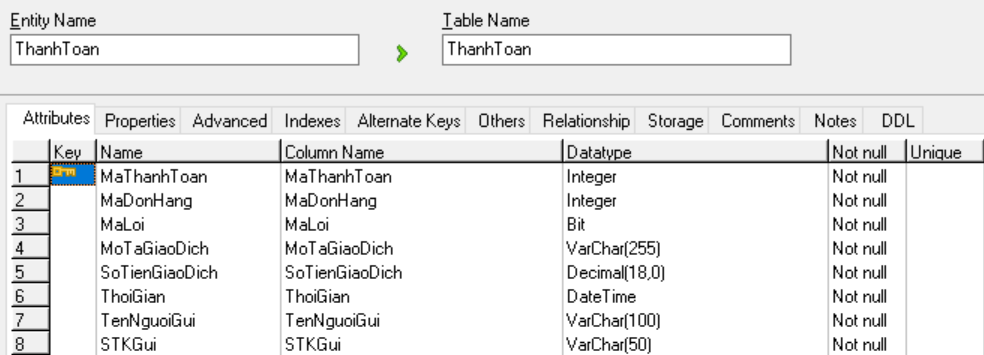 Entity Name Table Name
ThanhToan ThanhToan
Attributes Properties Advanced Indexes Alternate Keys Others Relationship Storage Comments Notes DDL
Key Name Column Name Datatype Not null Unique
1 MaThanhToan MaThanhToan Integer Not null
2 MaDonHang MaDonHang Integer Not null
3 MaLoi MaLoi Bit Not null
4 MoTaGiaoDich MoTaGiaoDich VarChar(255) Not null
5 SoTienGiaoDich SoTienGiaoDich Decimal(18,0) Not null
6 ThoiGian ThoiGian DateTime Not null
7 TenNguoiGui TenNguoiGui VarChar(100) Not null
8 STKGui STKGui VarChar(50) Not null